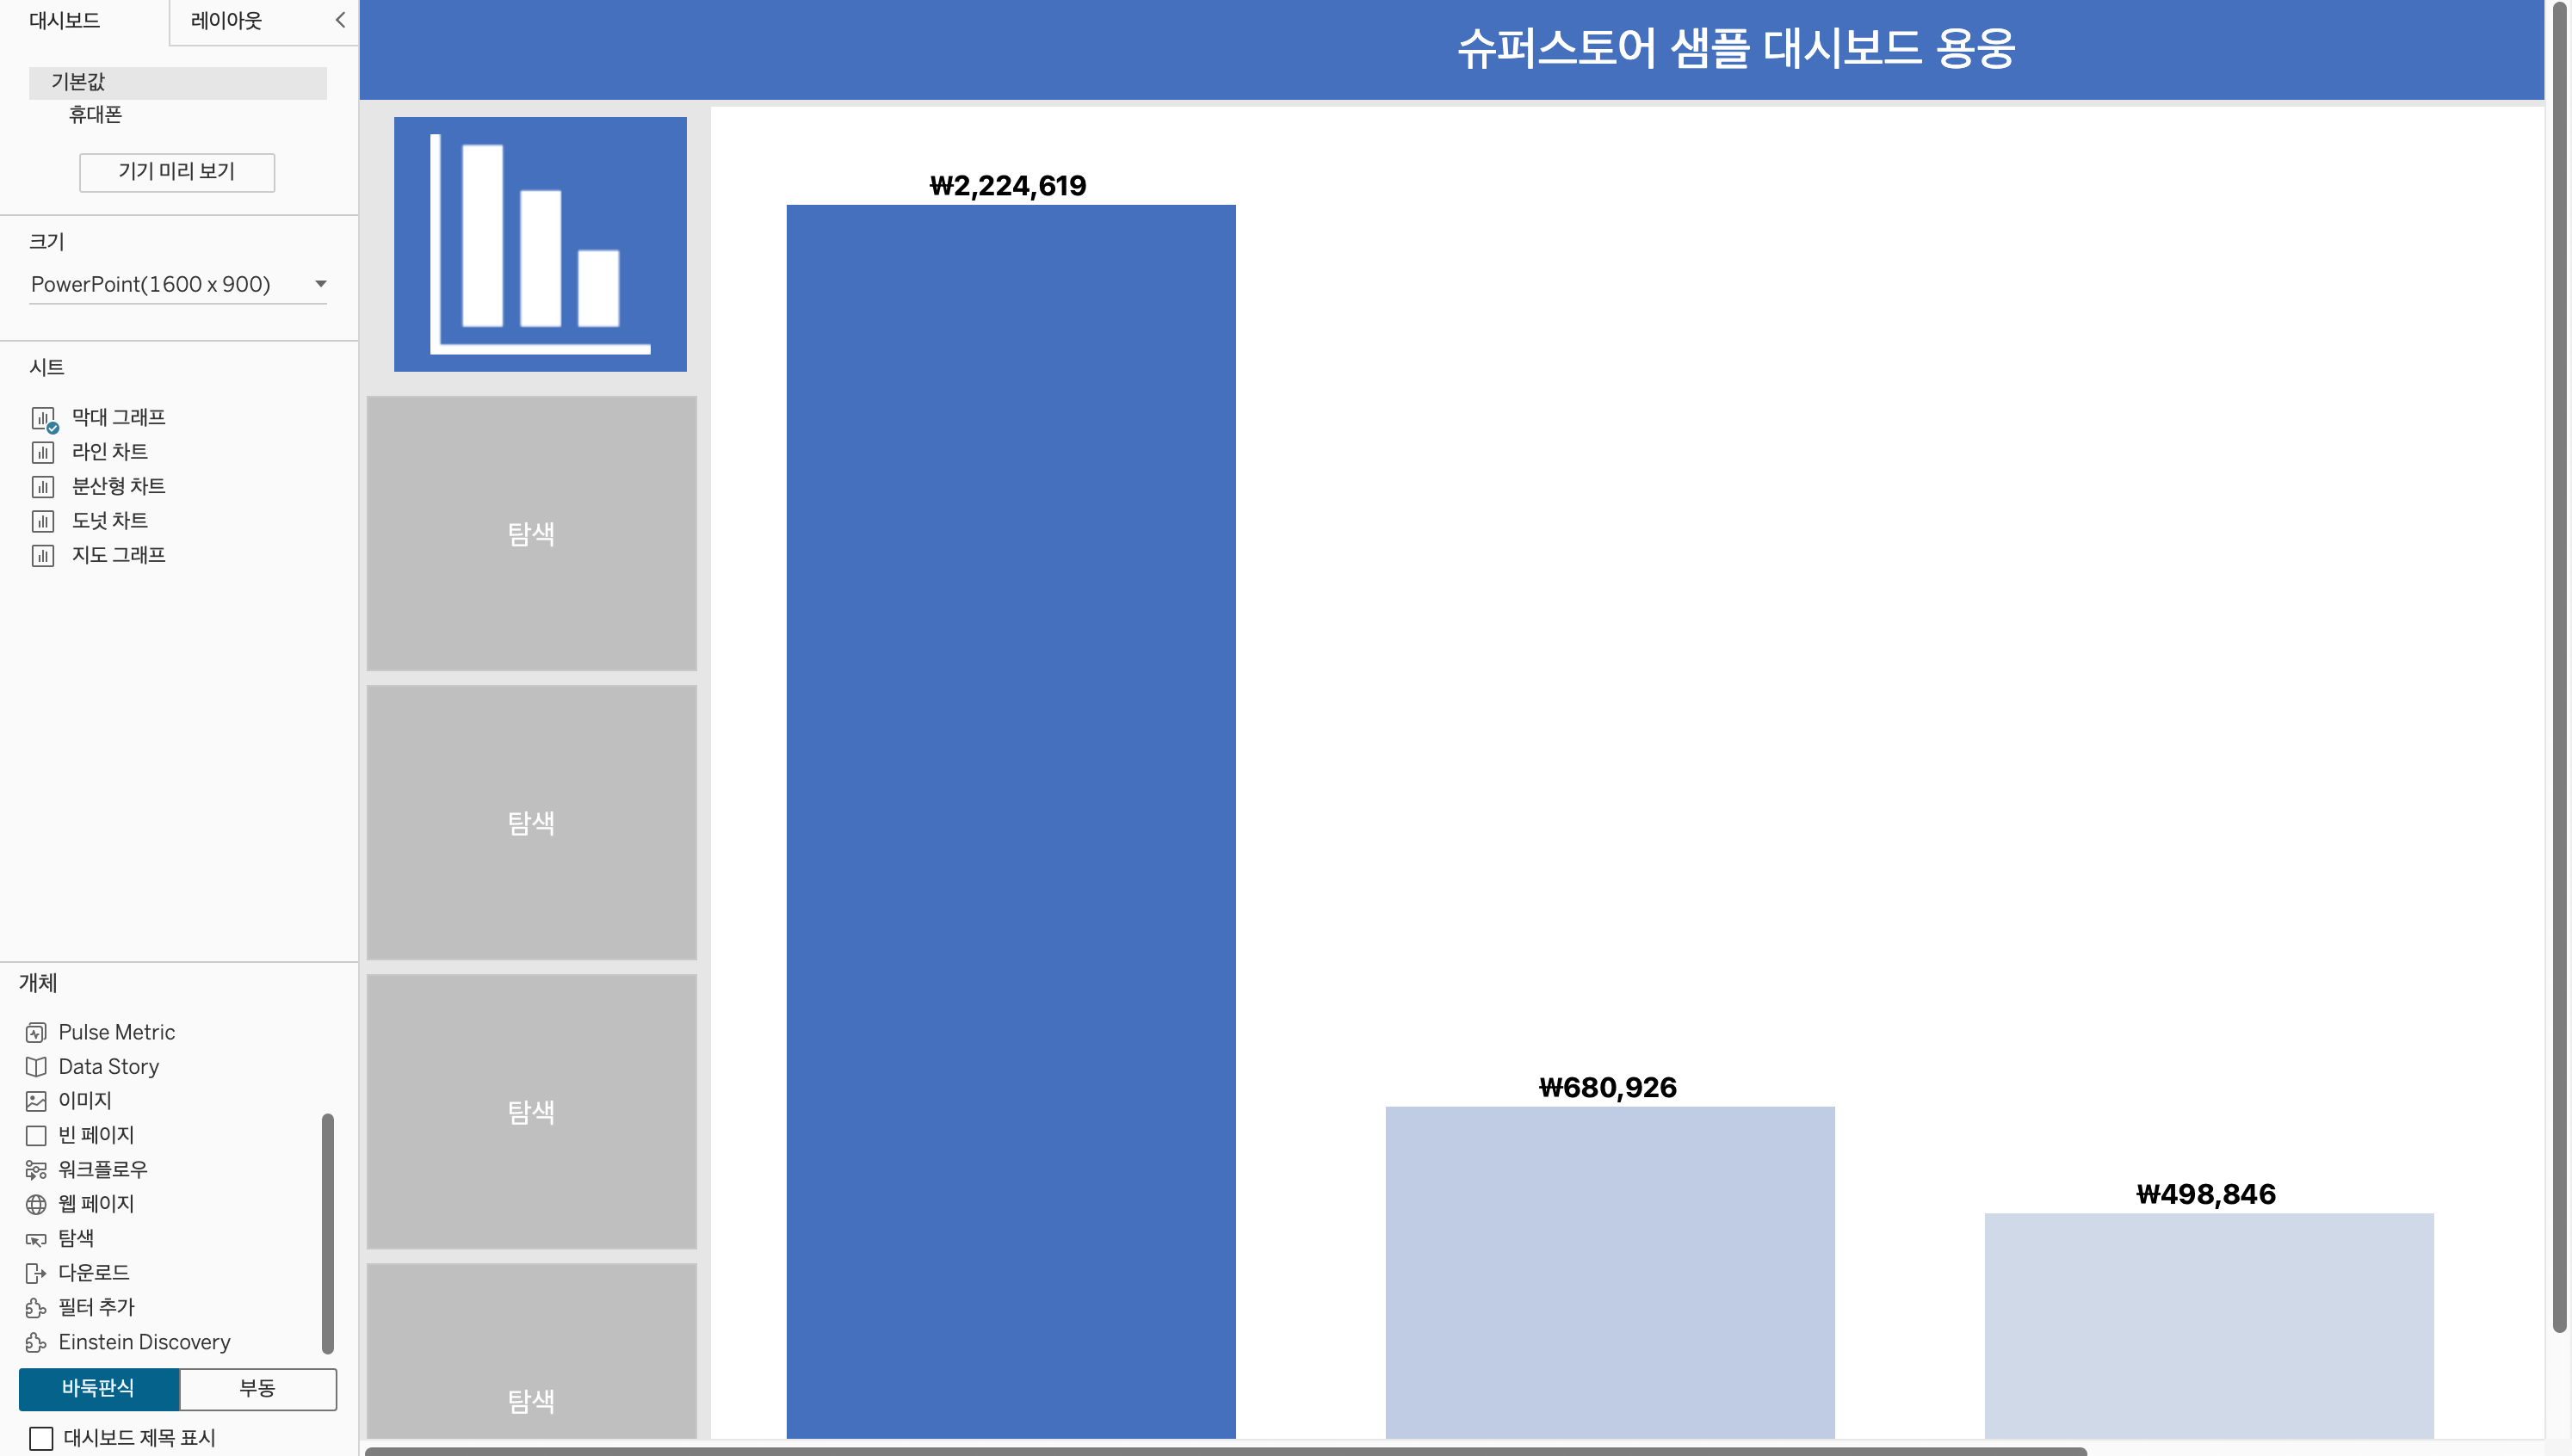 대시보드
레이아웃
기본값
휴대폰
기기 미리 보기
크기
PowerPoint(1600 x 900)
시트
막대 그래프
라인 차트
분산형 차트
도넛 차트
지도 그래프
개체
Pulse Metric
Data Story
이미지
빈 페이지
워크플로우
웹 페이지
탐색
다운로드
필터 추가
Einstein Discovery
바둑판식
부동
대시보드 제목 표시
슈퍼스토어 샘플 대시보드 용웅
탐색
탐색
탐색
탐색
₩2,224,619
₩680,926
₩498,846